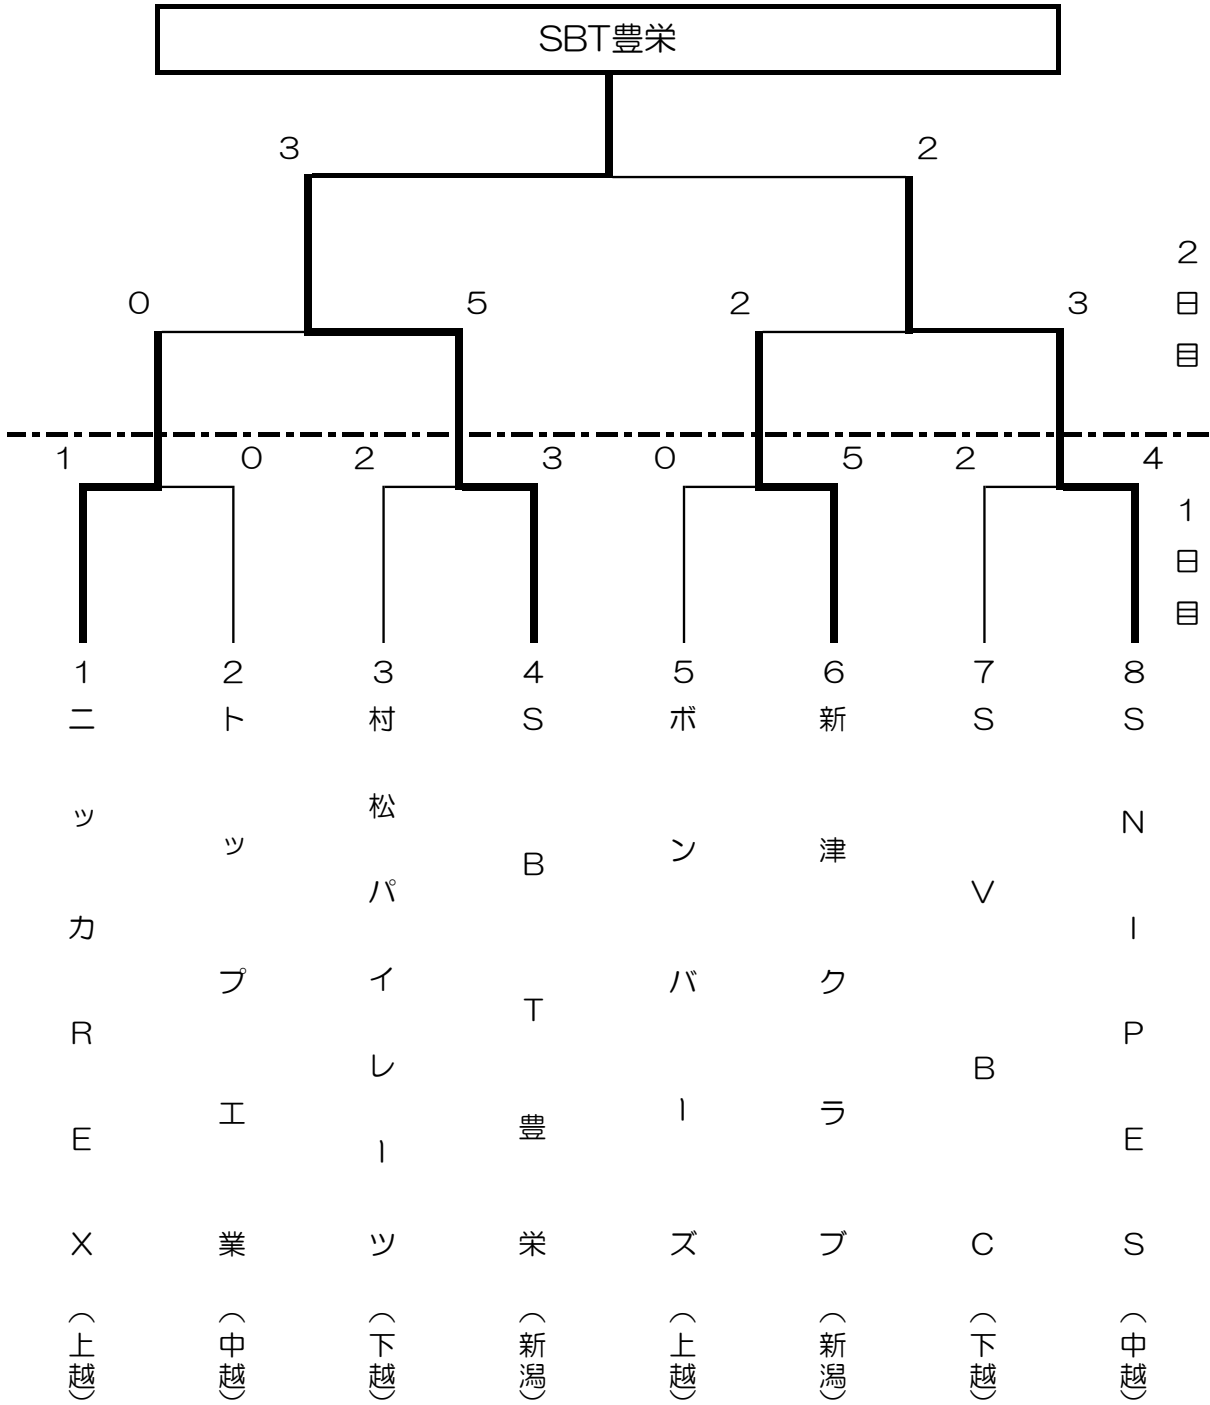 SBT豊栄
3
2
0
5
2
3
2日目
1
0
2
3
0
5
2
4
1日目
1
2
3
4
5
6
7
8
ニッカREX（上越）
トップ工業（中越）
村松パイレーツ（下越）
SBT豊栄（新潟）
ボンバーズ（上越）
新津クラブ（新潟）
SVBC（下越）
SNIPES（中越）